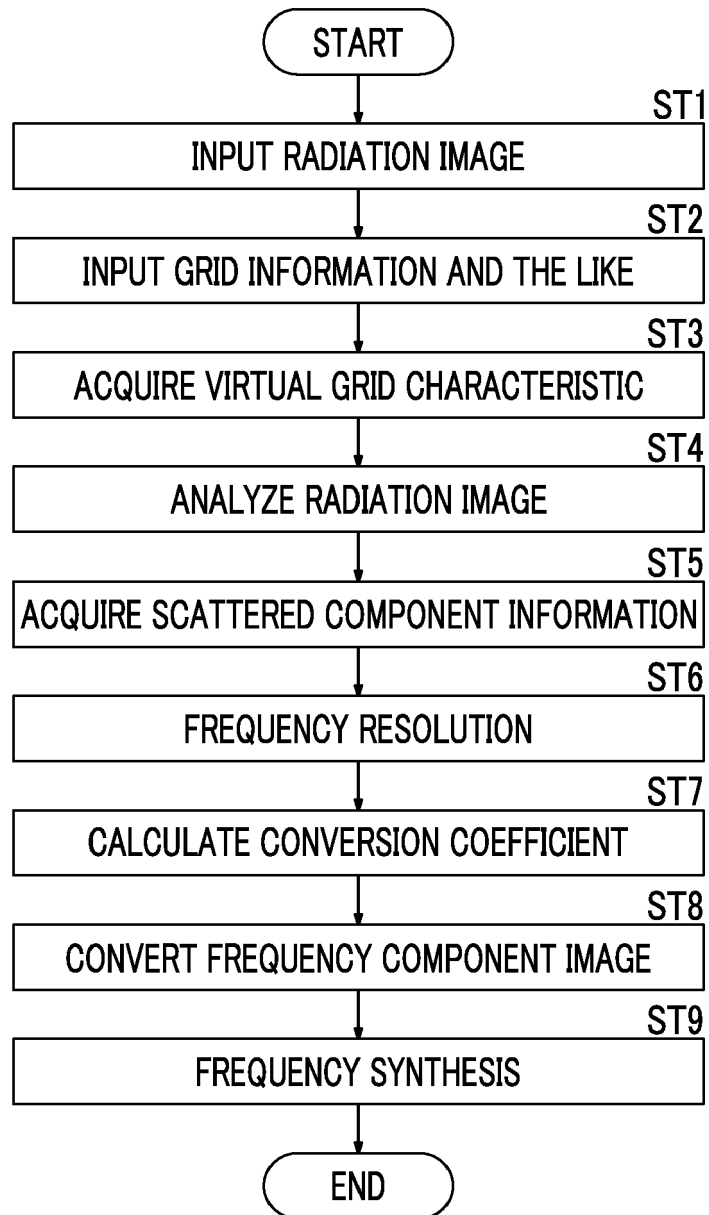 START
ST1
INPUT RADIATION IMAGE
ST2
INPUT GRID INFORMATION AND THE LIKE
ST3
ACQUIRE VIRTUAL GRID CHARACTERISTIC
ST4
ANALYZE RADIATION IMAGE
ST5
ACQUIRE SCATTERED COMPONENT INFORMATION
ST6
FREQUENCY RESOLUTION
ST7
CALCULATE CONVERSION COEFFICIENT
ST8
CONVERT FREQUENCY COMPONENT IMAGE
ST9
FREQUENCY SYNTHESIS
END